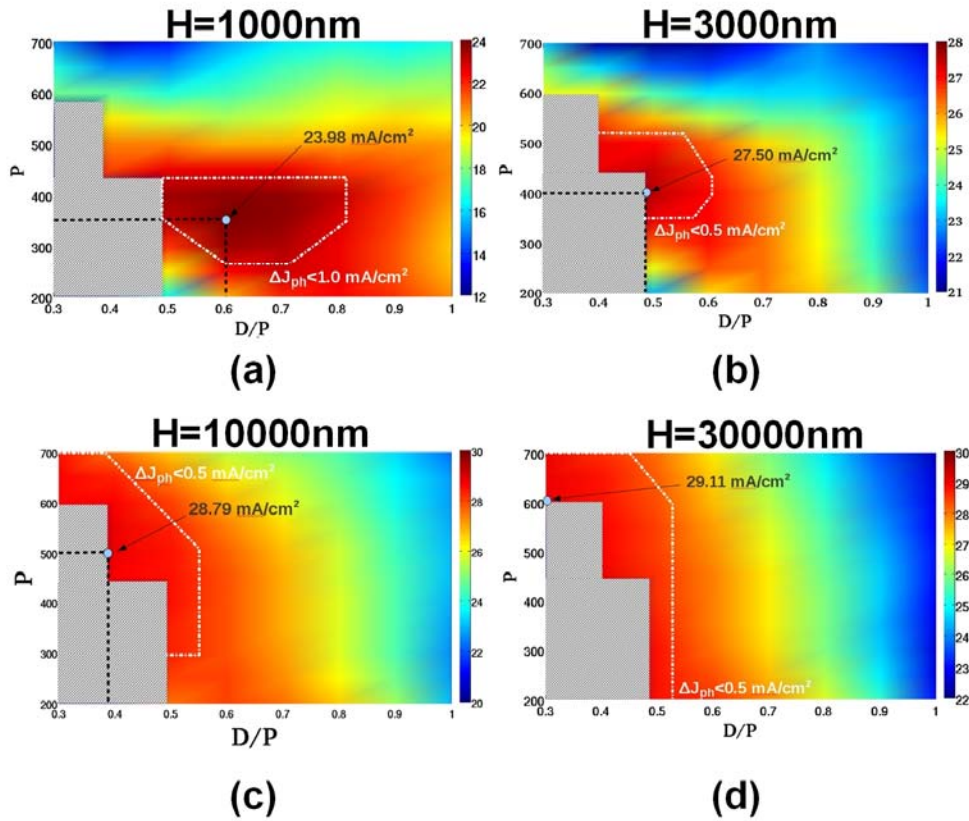 H=1000nm
700
600
500
400
300
200
P
0.3 0.4 0.5 0.6 0.7 0.8 0.9 1
D/P
24
22
20
18
16
14
12
23.98 mA/cm²
ΔJph<1.0 mA/cm²
(a)
H=3000nm
700
600
500
400
300
200
P
0.3 0.4 0.5 0.6 0.7 0.8 0.9 1
D/P
28
27
26
25
24
23
22
21
27.50 mA/cm²
ΔJph<0.5 mA/cm²
(b)
H=10000nm
700
600
500
400
300
200
P
0.3 0.4 0.5 0.6 0.7 0.8 0.9 1
D/P
30
28
26
24
22
20
ΔJph<0.5 mA/cm²
28.79 mA/cm²
(c)
H=30000nm
700
600
500
400
300
200
P
0.3 0.4 0.5 0.6 0.7 0.8 0.9 1
D/P
30
29
28
27
26
25
24
23
22
29.11 mA/cm²
ΔJph<0.5 mA/cm²
(d)